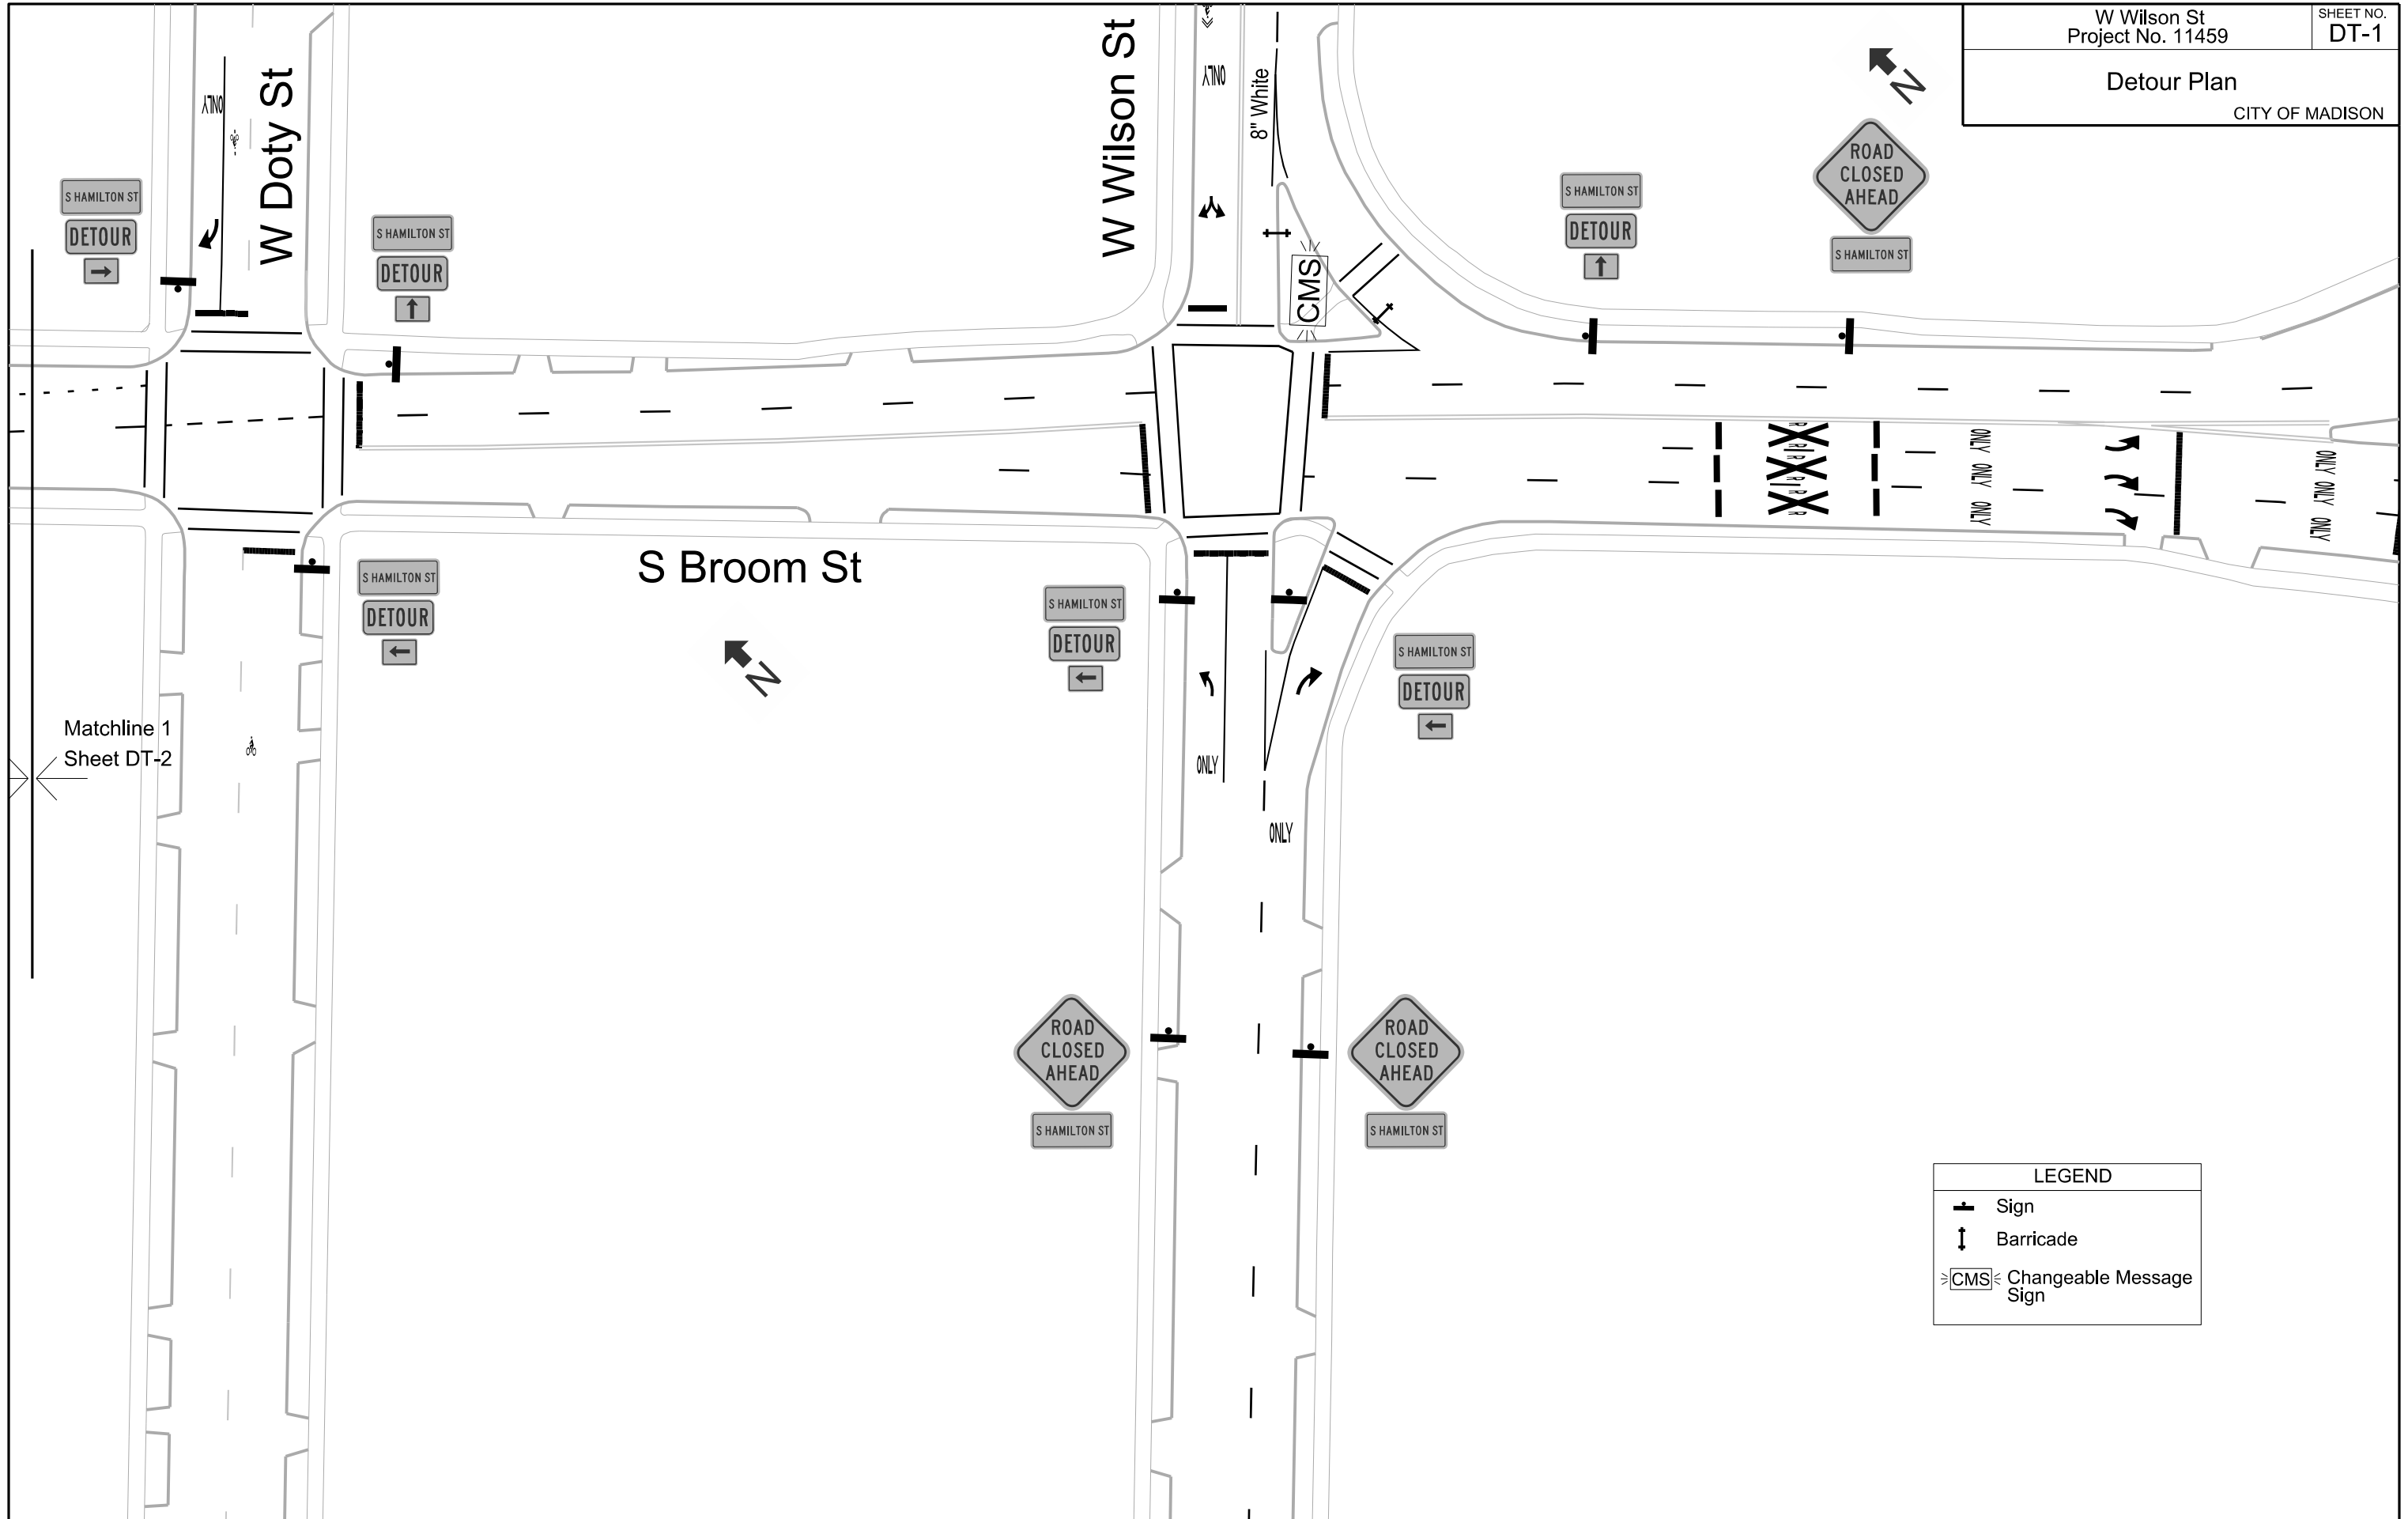 W Wilson St
Project No. 11459
SHEET NO.
DT-1
Detour Plan
CITY OF MADISON
N
ROAD
CLOSED
AHEAD
S HAMILTON ST
S HAMILTON ST
DETOUR
ONLY
8" White
W Wilson St
CMS
ONLY
W Doty St
S HAMILTON ST
DETOUR
S HAMILTON ST
DETOUR
R R
R R
R R
ONLY
ONLY
ONLY
ONLY
ONLY
ONLY
S Broom St
S HAMILTON ST
DETOUR
N
S HAMILTON ST
DETOUR
S HAMILTON ST
DETOUR
Matchline 1
Sheet DT-2
ONLY
ONLY
ROAD
CLOSED
AHEAD
S HAMILTON ST
ROAD
CLOSED
AHEAD
S HAMILTON ST
LEGEND
Sign
Barricade
CMS Changeable Message
Sign